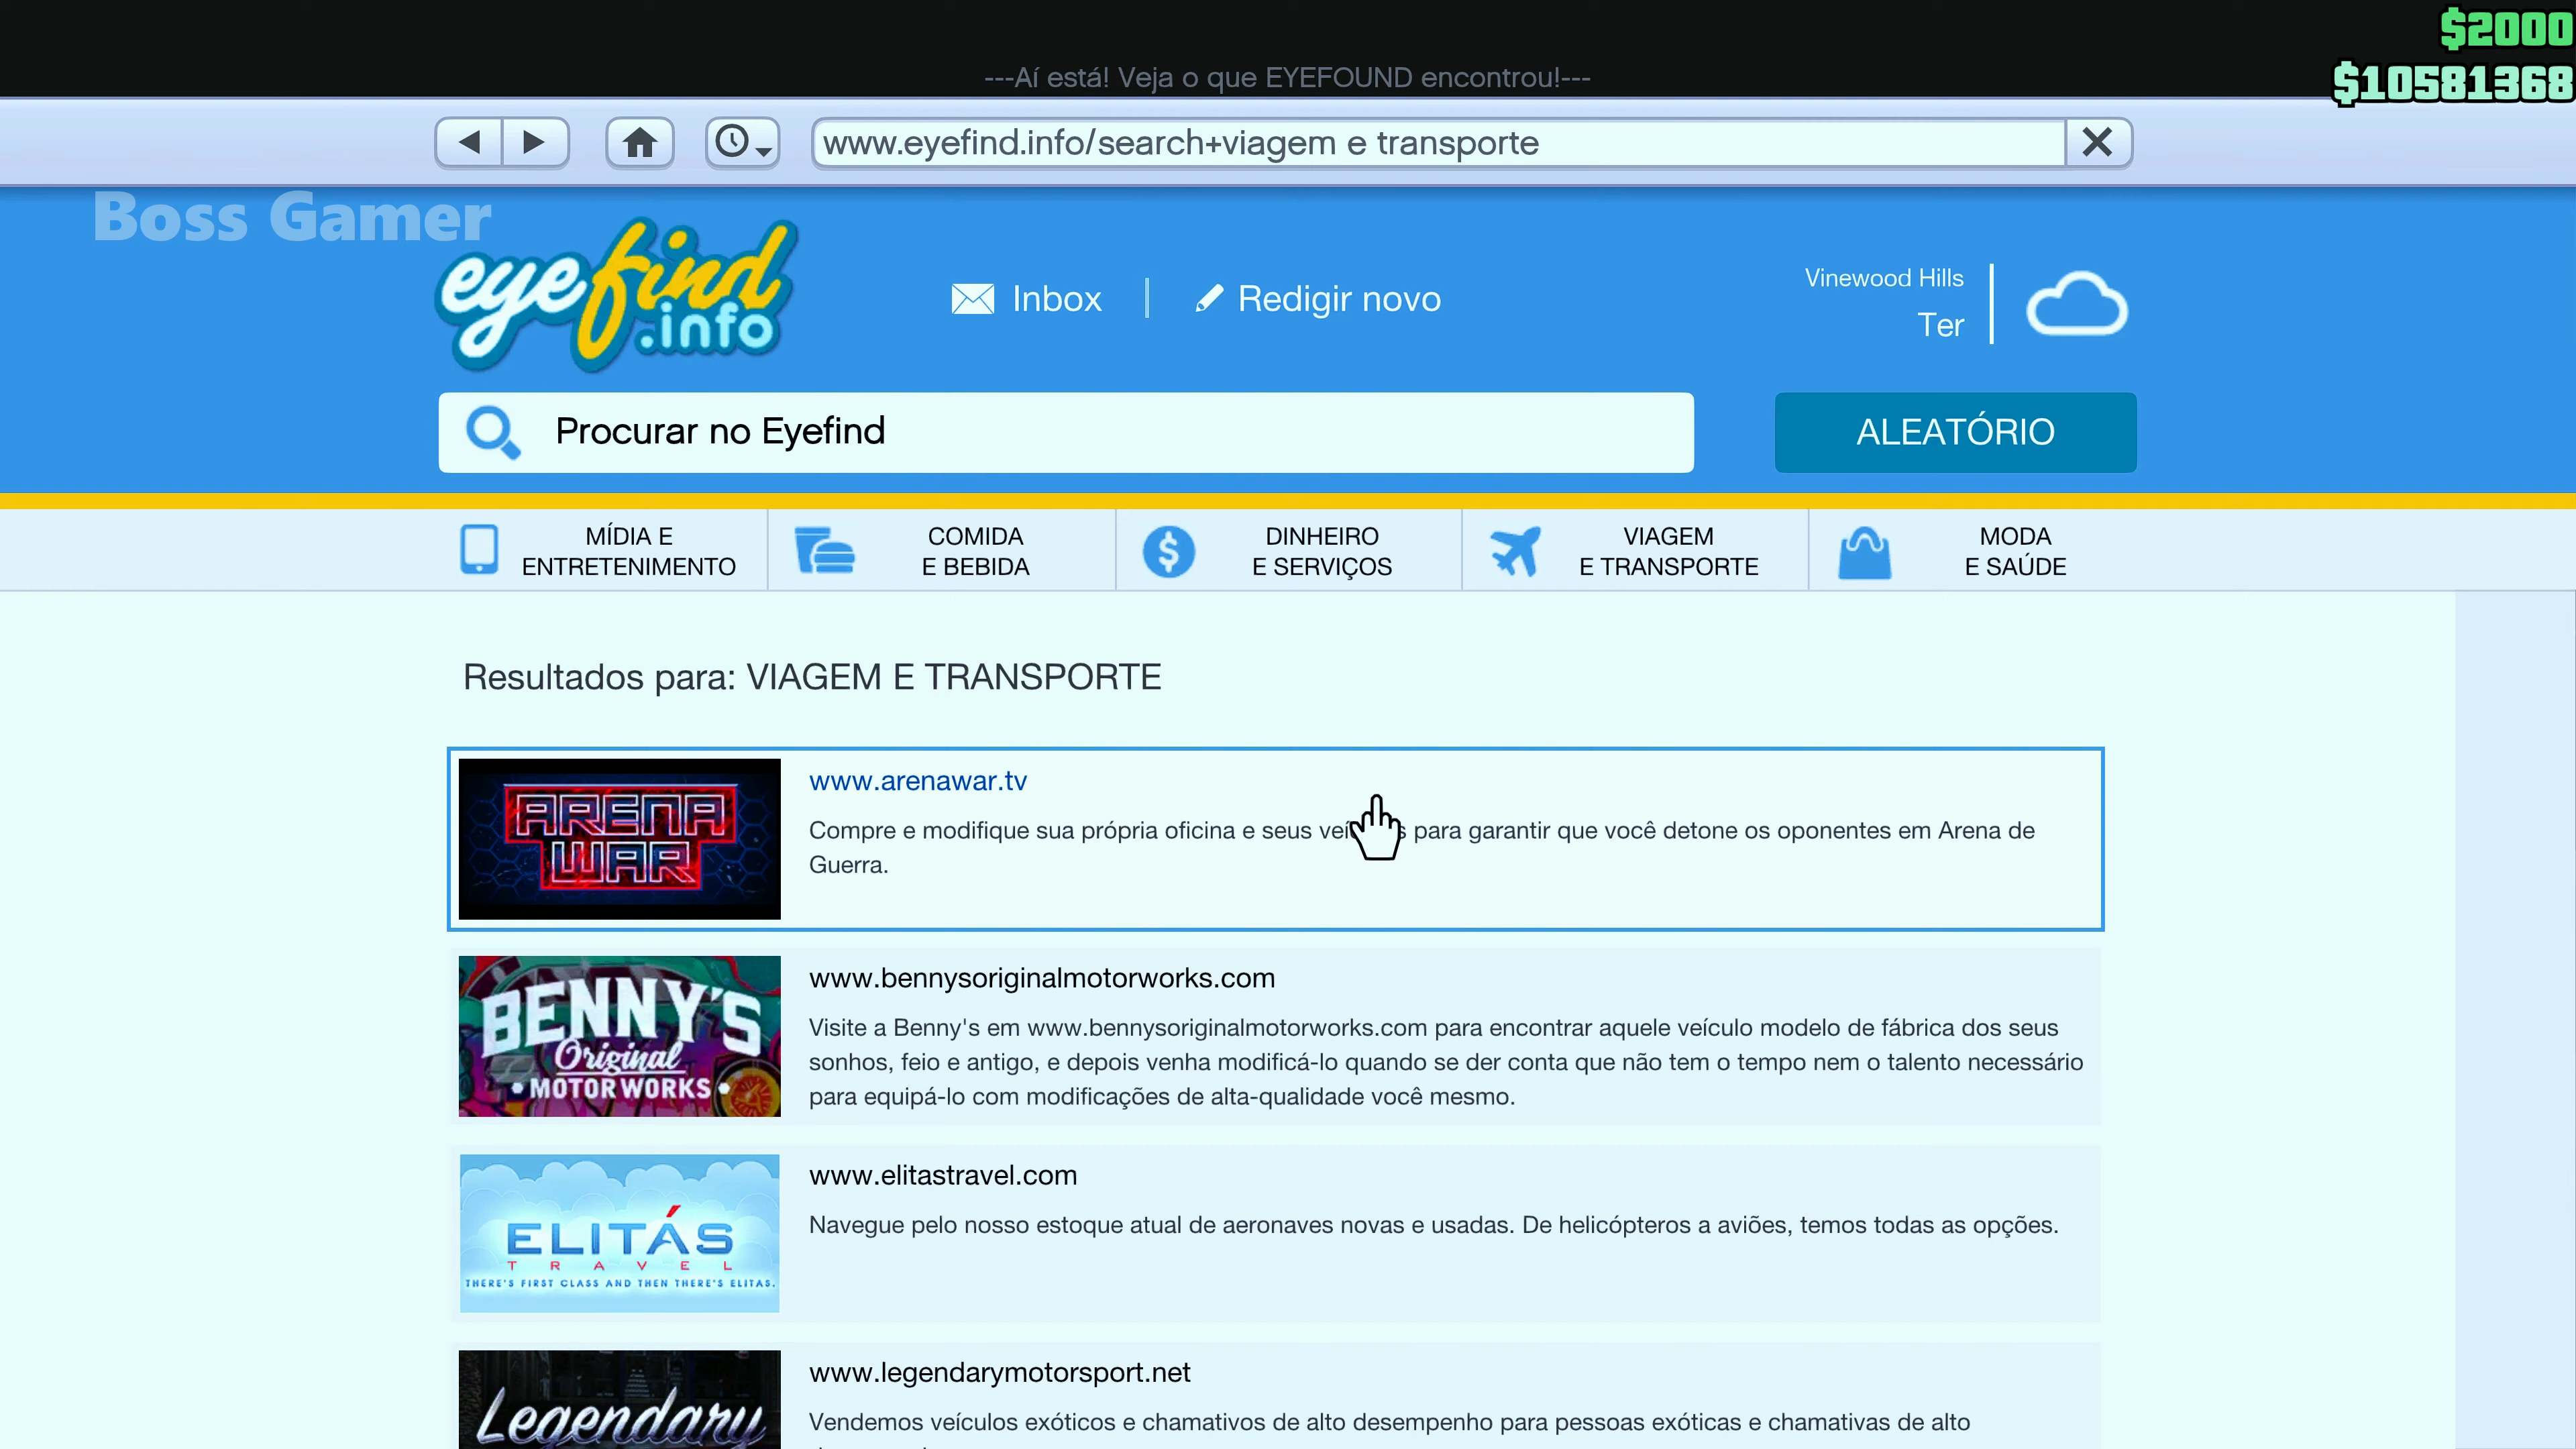 $2000
---Aí está! Veja o que EYEFOUND encontrou!---
$10581368
www.eyefind.info/search+viagem e transporte
Boss Gamer
eyefind
.info
Inbox
Redigir novo
Vinewood Hills
Ter
Procurar no Eyefind
ALEATÓRIO
MÍDIA E
ENTRETENIMENTO
COMIDA
E BEBIDA
DINHEIRO
E SERVIÇOS
VIAGEM
E TRANSPORTE
MODA
E SAÚDE
Resultados para: VIAGEM E TRANSPORTE
ARENA
WAR
www.arenawar.tv
Compre e modifique sua própria oficina e seus para garantir que você detone os oponentes em Arena de
Guerra.
BENNY'S
Original
MOTORWORKS
www.bennysoriginalmotorworks.com
Visite a Benny's em www.bennysoriginalmotorworks.com para encontrar aquele veículo modelo de fábrica dos seus
sonhos, feio e antigo, e depois venha modificá-lo quando se der conta que não tem o tempo nem o talento necessário
para equipá-lo com modificações de alta-qualidade você mesmo.
ELITÁS
TRAVEL
THERE'S FIRST CLASS AND THEN THERE'S ELITAS.
www.elitastravel.com
Navegue pelo nosso estoque atual de aeronaves novas e usadas. De helicópteros a aviões, temos todas as opções.
Legendary
www.legendarymotorsport.net
Vendemos veículos exóticos e chamativos de alto desempenho para pessoas exóticas e chamativas de alto